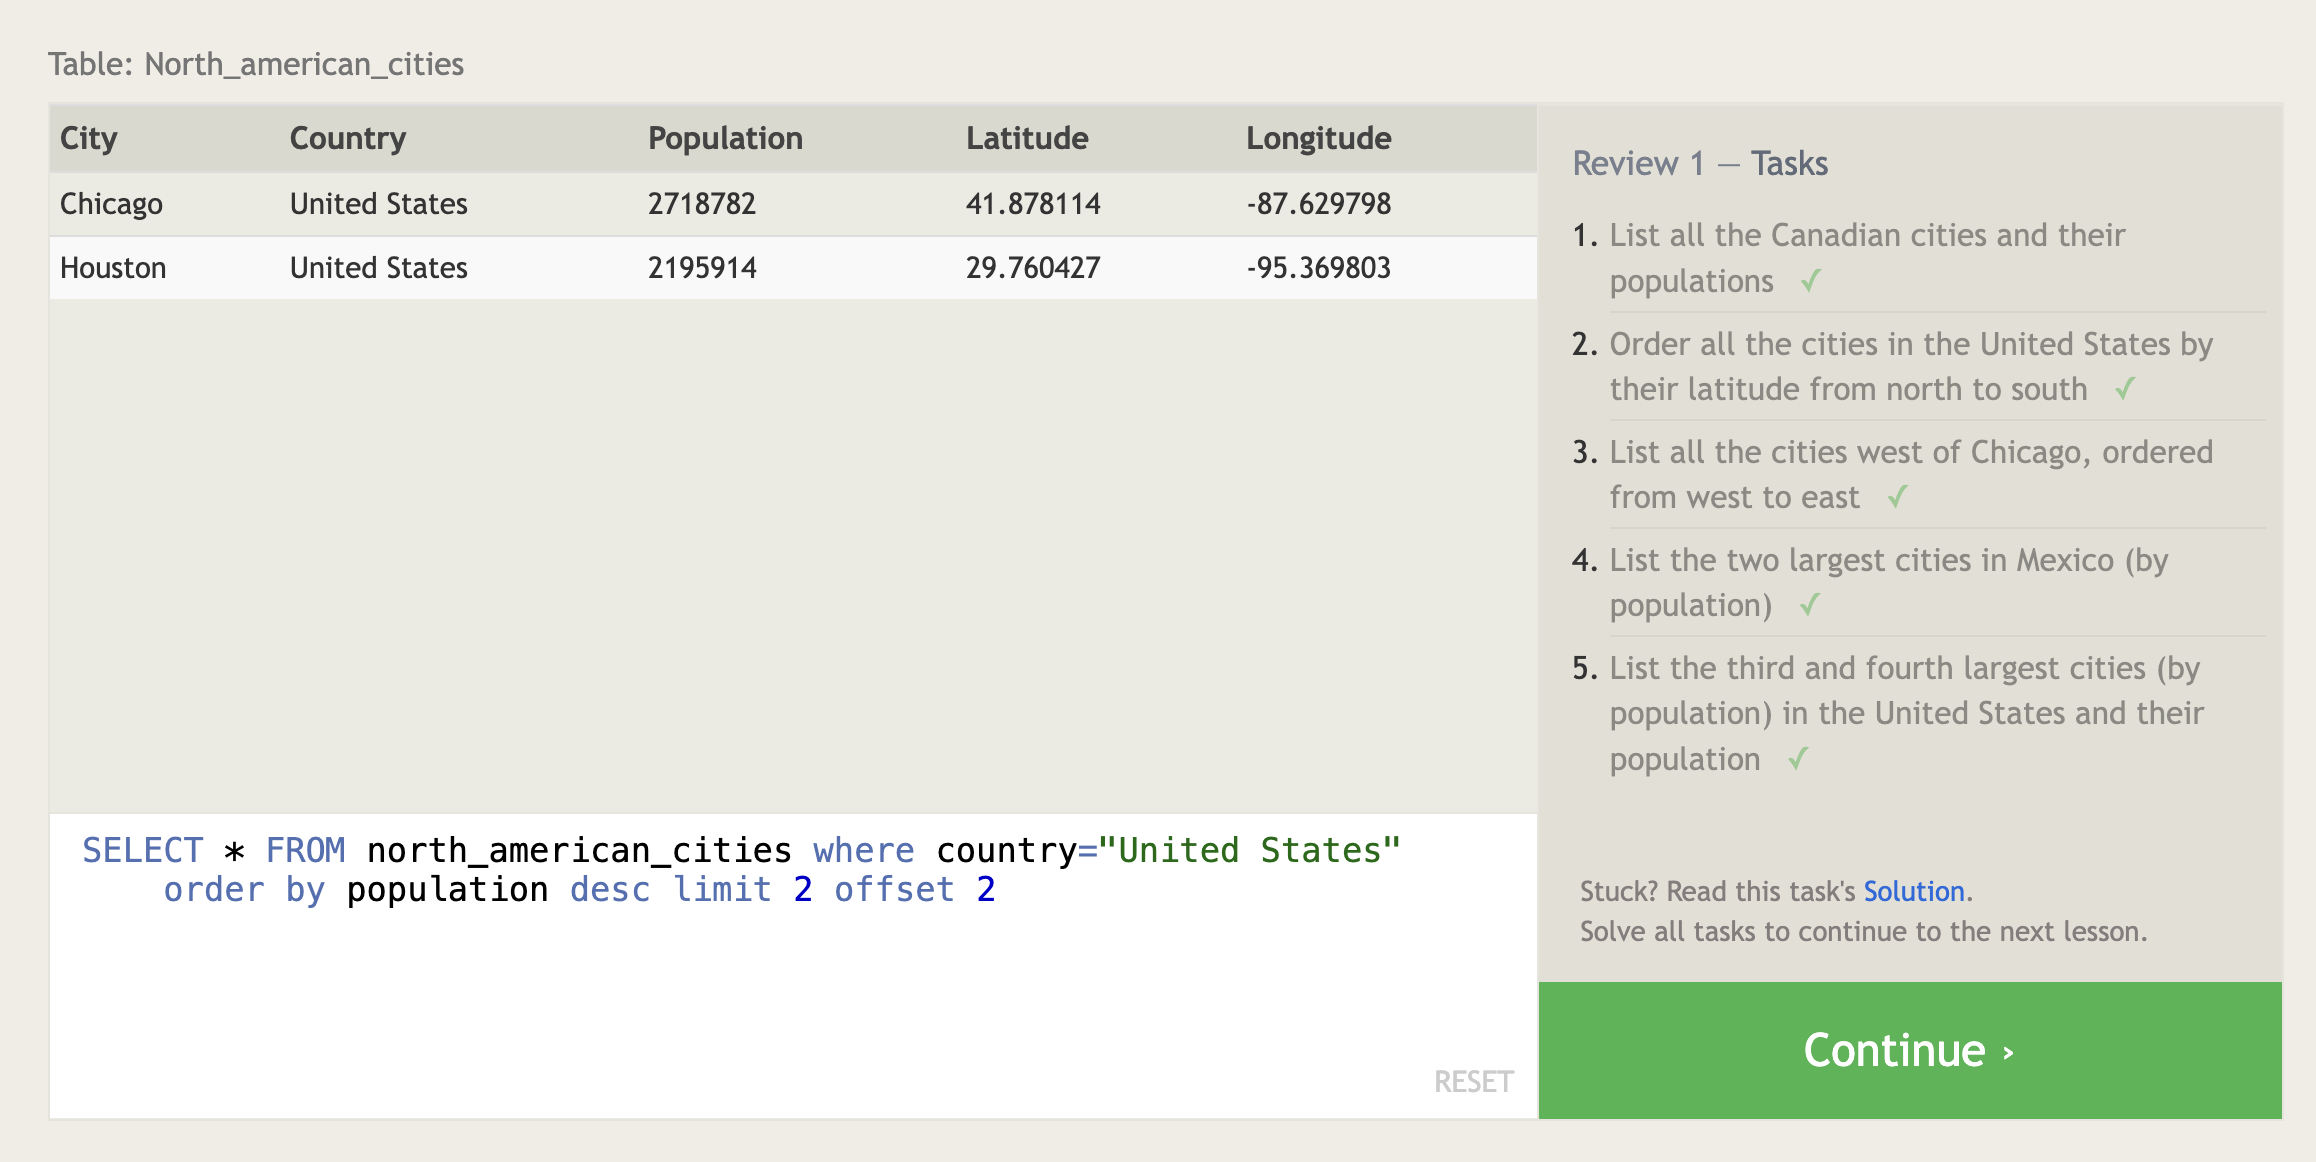 Table: North_american_cities
City Country Population Latitude Longitude
Chicago United States 2718782 41.878114 -87.629798
Houston United States 2195914 29.760427 -95.369803
SELECT * FROM north_american_cities where country="United States"
order by population desc limit 2 offset 2
RESET
Review 1 — Tasks
1. List all the Canadian cities and their
populations ✓
2. Order all the cities in the United States by
their latitude from north to south ✓
3. List all the cities west of Chicago, ordered
from west to east ✓
4. List the two largest cities in Mexico (by
population) ✓
5. List the third and fourth largest cities (by
population) in the United States and their
population ✓
Stuck? Read this task's Solution.
Solve all tasks to continue to the next lesson.
Continue ›